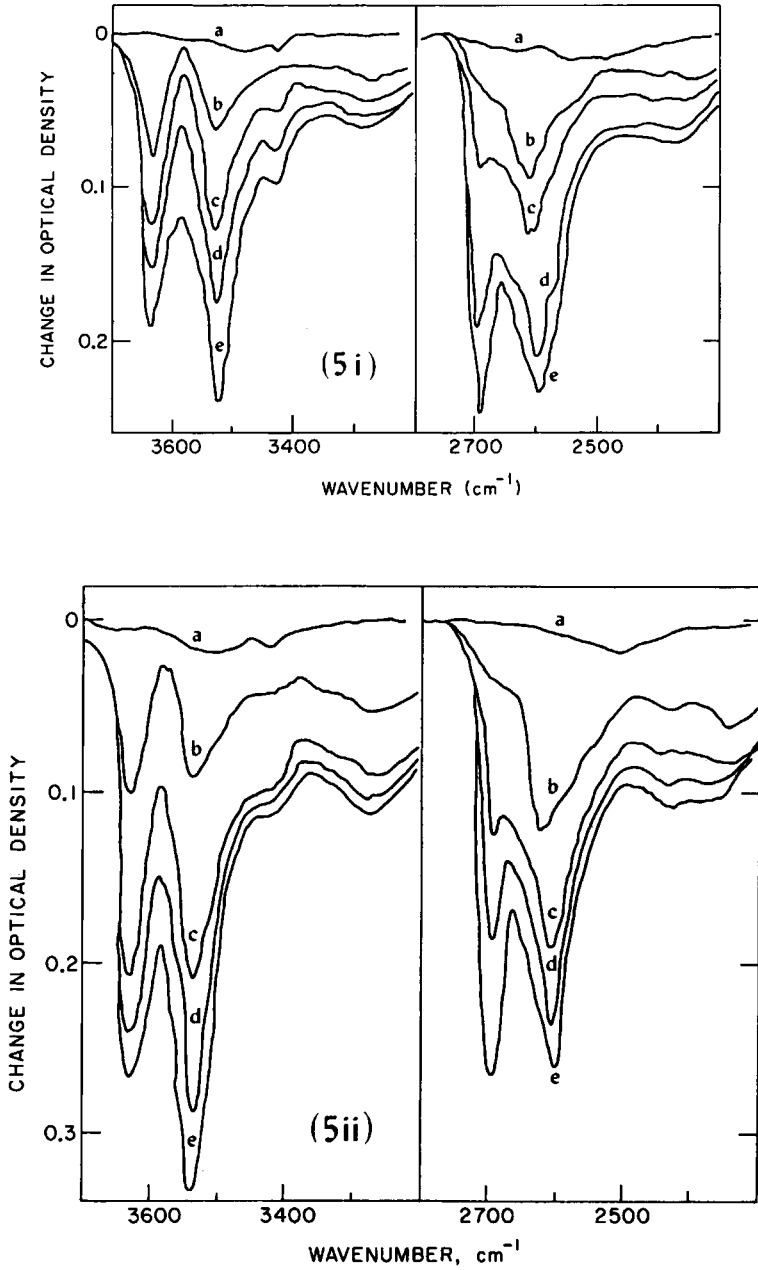 CHANGE IN OPTICAL DENSITY
0
0.1
0.2
a
b
c
d
e
(5i)
a
b
c
d
e
3600
3400
2700
2500
WAVENUMBER (cm⁻¹)
CHANGE IN OPTICAL DENSITY
0
0.1
0.2
0.3
a
b
c
d
e
(5ii)
a
b
c
d
e
3600
3400
2700
2500
WAVENUMBER, cm⁻¹